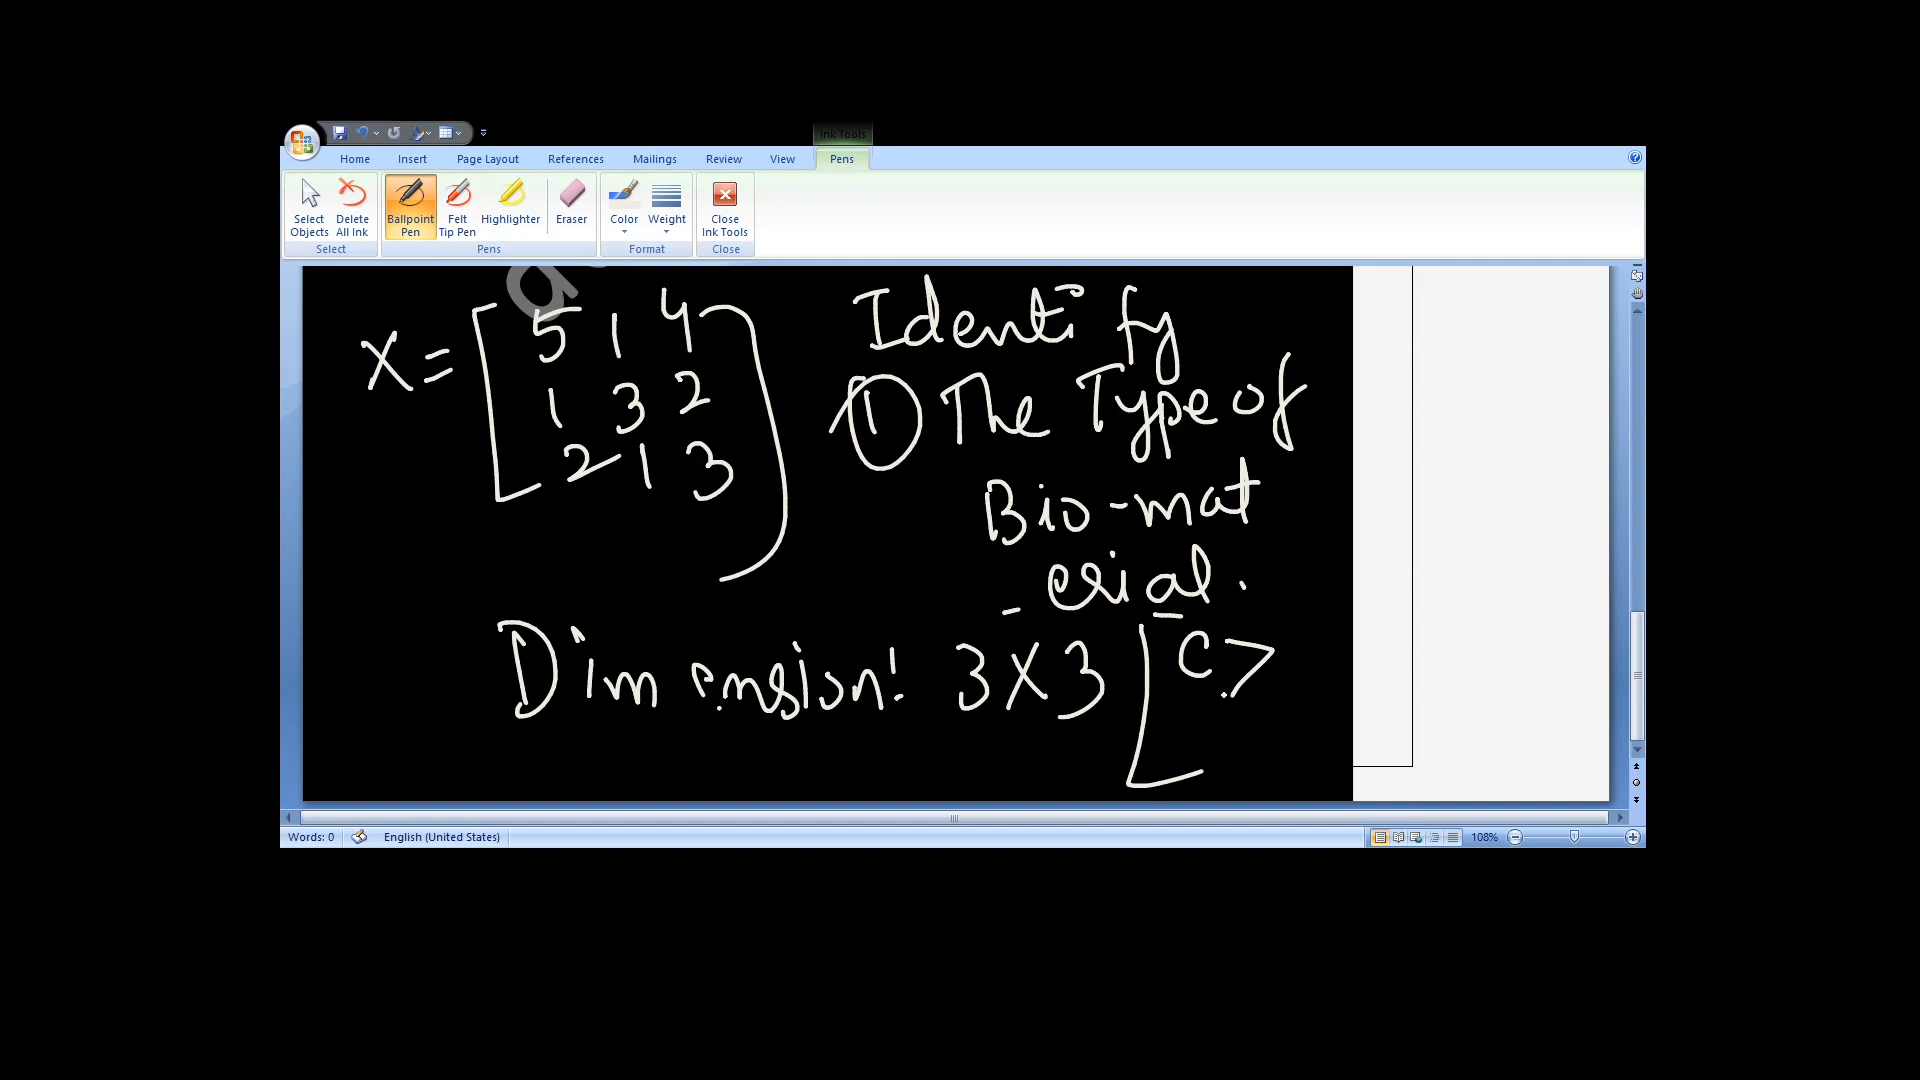 Ink Tools
Home Insert Page Layout References Mailings Review View Pens
Select Objects Delete All Ink Ballpoint Pen Felt Tip Pen Highlighter Eraser Color Weight Close Ink Tools
Select Pens Format Close
X = [ 5 1 4
1 3 2
2 1 3
Identify
① The Type of
Bio-mat
- erial.
Dimension! 3X3 [ C
Words: 0 English (United States) 108%